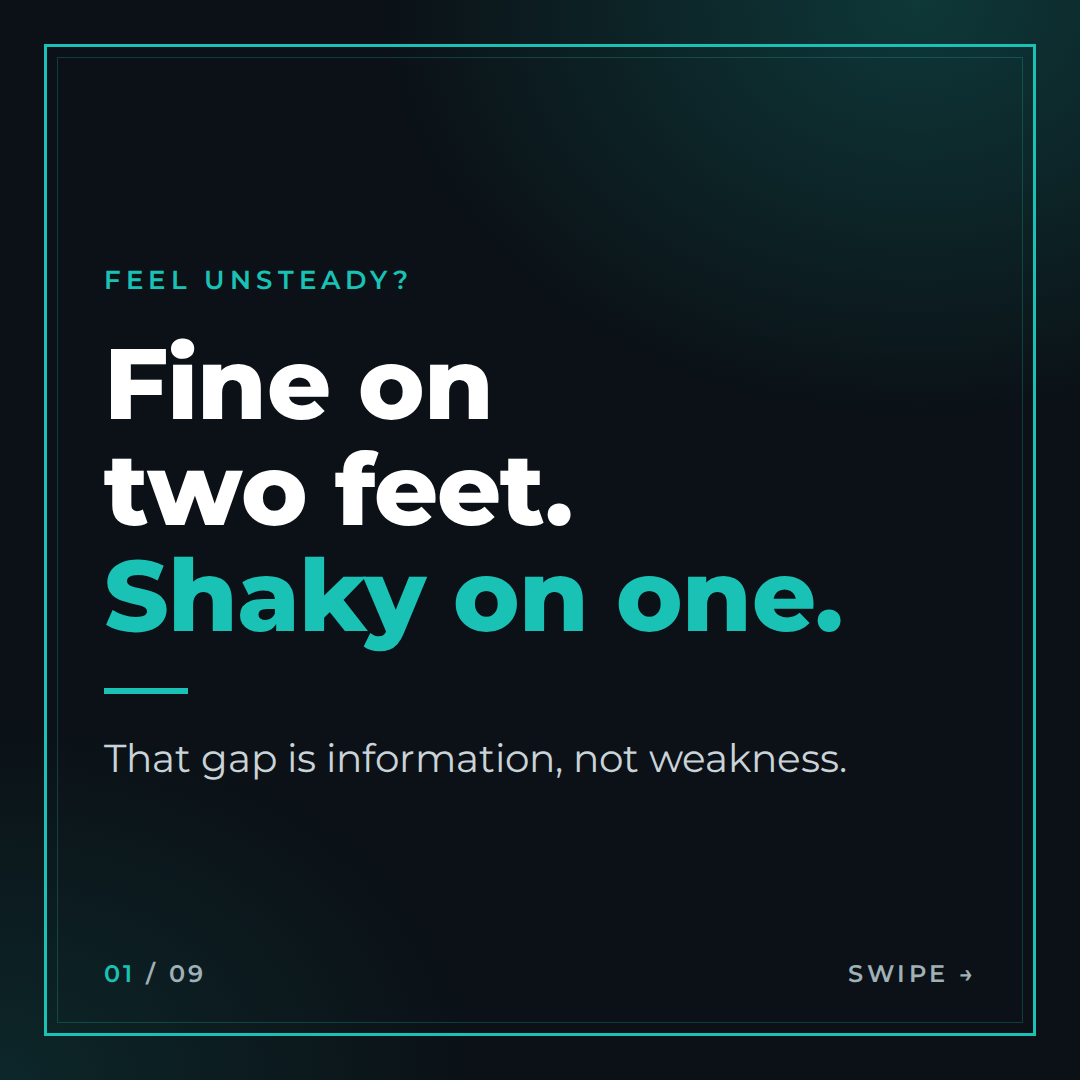 FEEL UNSTEADY?
Fine on
two feet.
Shaky on one.
That gap is information, not weakness.
01 / 09
SWIPE →